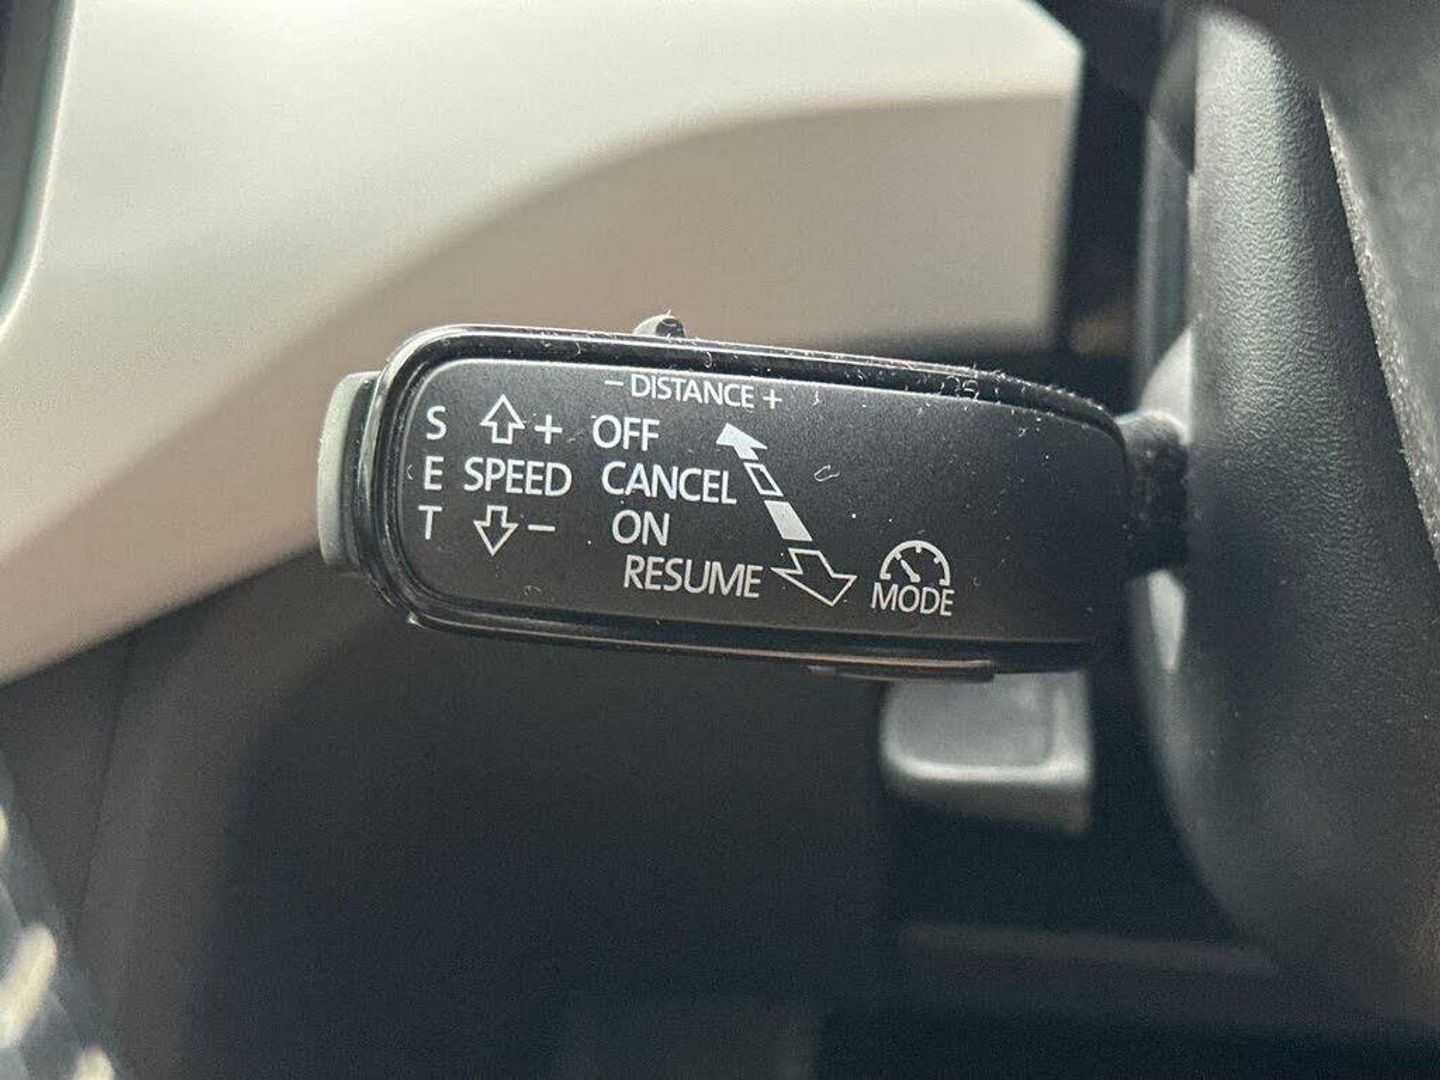 − DISTANCE +
S + OFF
E SPEED CANCEL
T − ON
RESUME
MODE